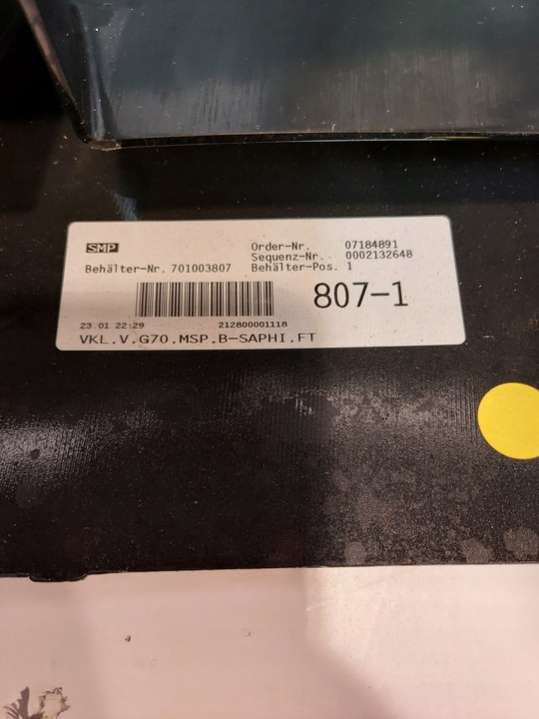 SMP
Order-Nr. 07184891
Sequenz-Nr. 0002132648
Behälter-Nr. 701003807 Behälter-Pos. 1
807-1
23.01 22:29 212800001118
VKL.V.G70.MSP.B-SAPHI.FT